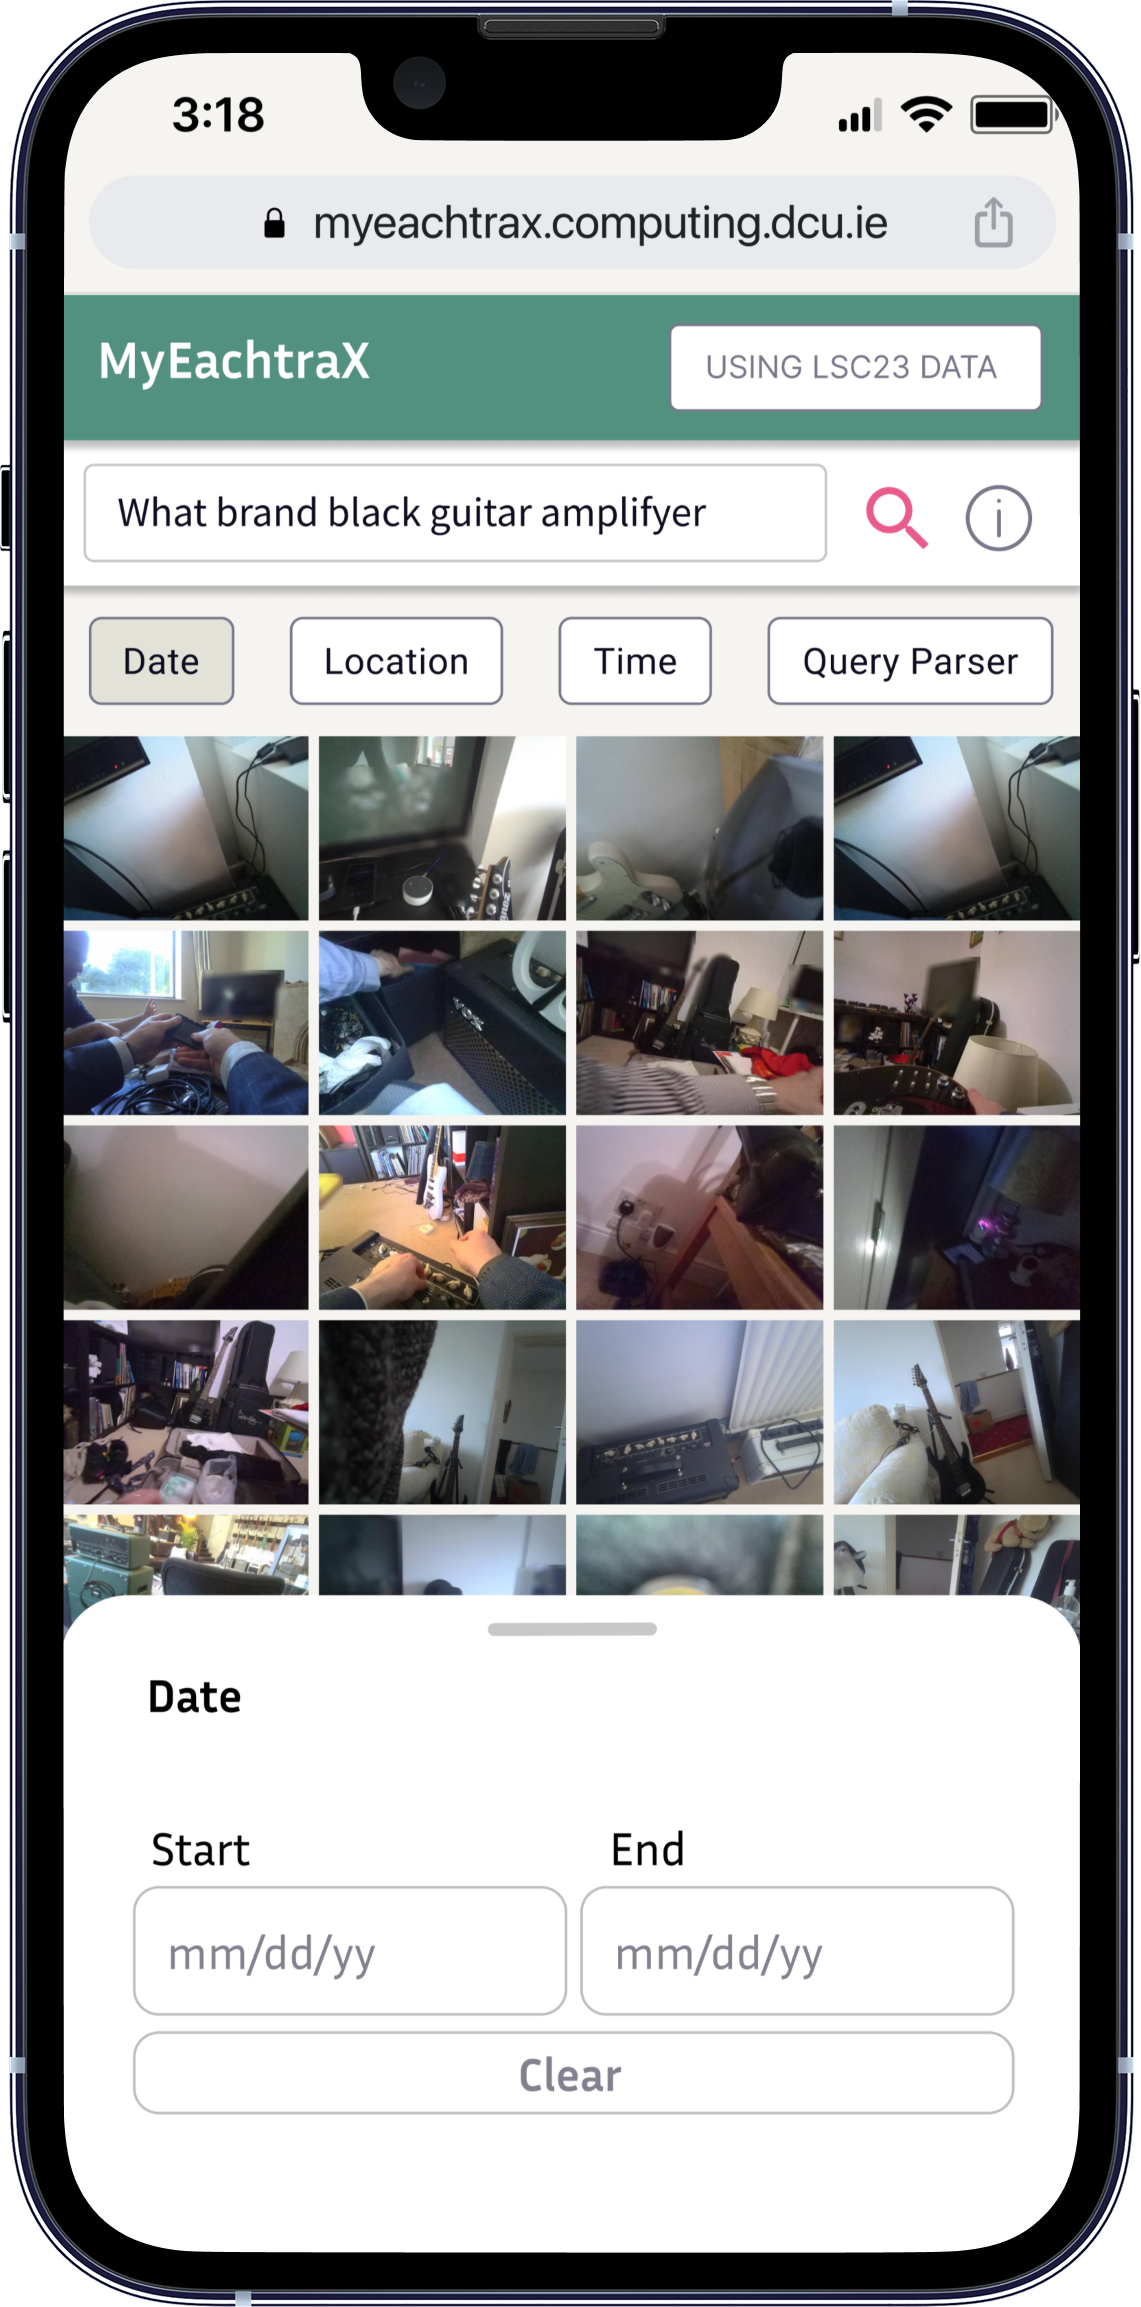 3:18
myeachtrax.computing.dcu.ie
MyEachtraX
USING LSC23 DATA
What brand black guitar amplifyer
Date
Location
Time
Query Parser
VOX
Date
Start
End
mm/dd/yy
mm/dd/yy
Clear